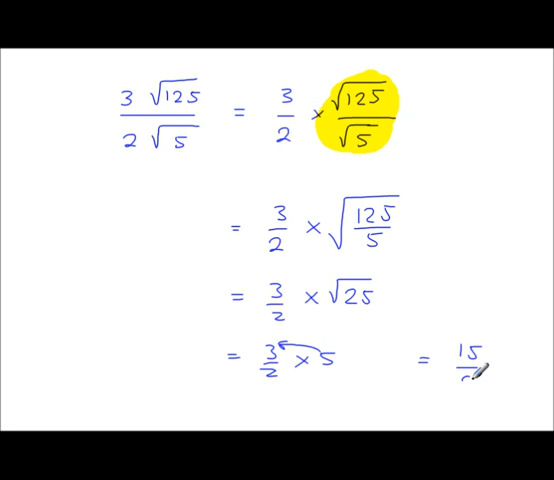 3 √125 / 2 √5 = 3/2 × √125 / √5
= 3/2 × √(125/5)
= 3/2 × √25
= 3/2 × 5 = 15/